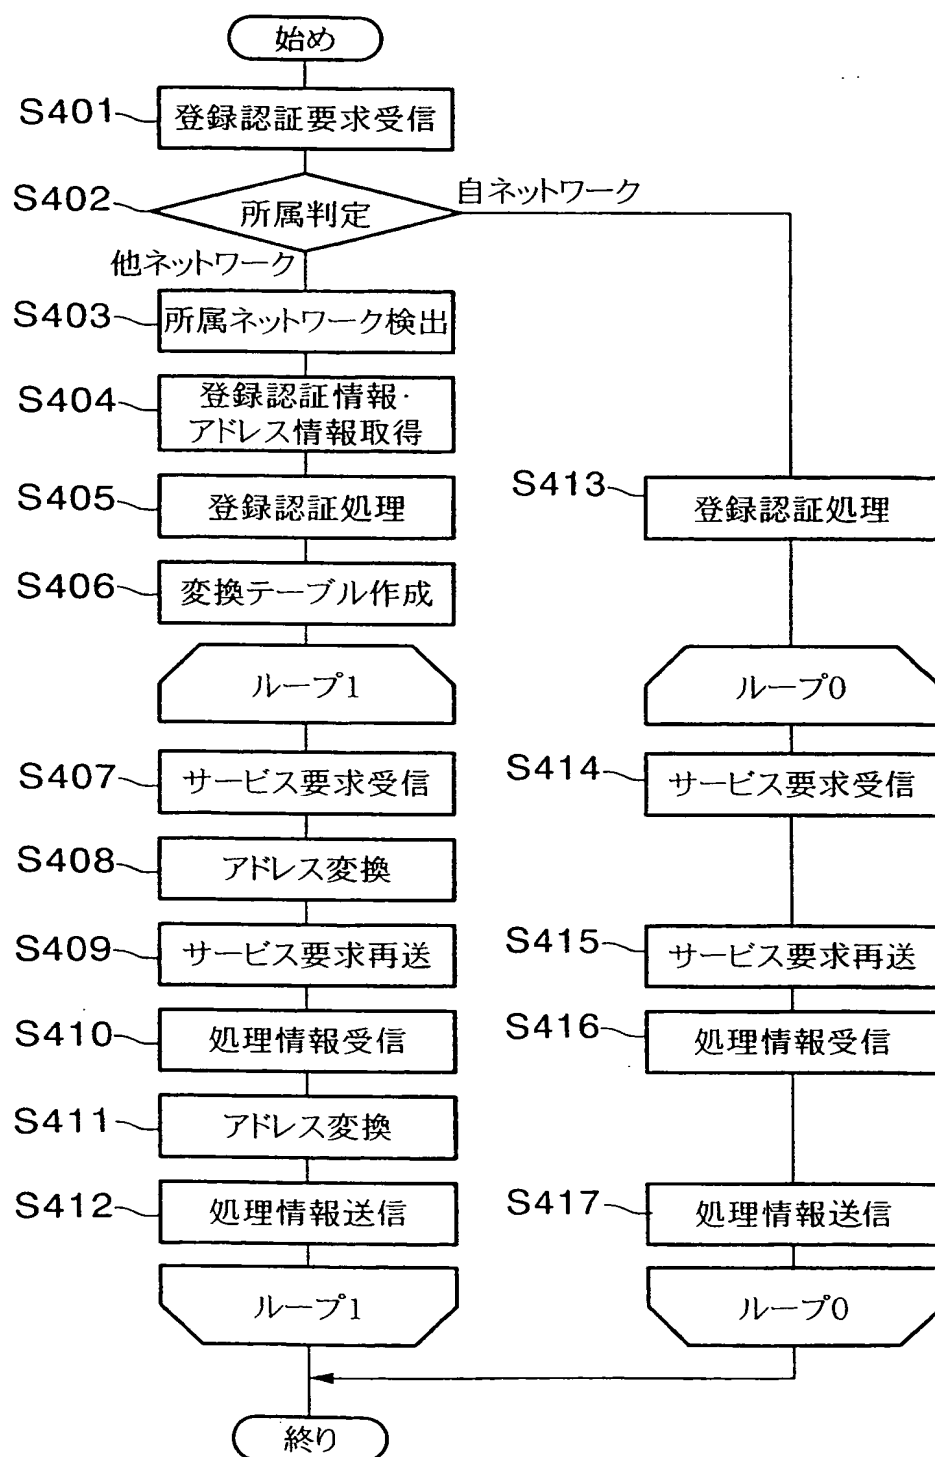 始め
S401
登録認証要求受信
S402
所属判定
自ネットワーク
他ネットワーク
S403
所属ネットワーク検出
S404
登録認証情報・
アドレス情報取得
S405
登録認証処理
S406
変換テーブル作成
ループ1
S407
サービス要求受信
S408
アドレス変換
S409
サービス要求再送
S410
処理情報受信
S411
アドレス変換
S412
処理情報送信
ループ1
S413
登録認証処理
ループ0
S414
サービス要求受信
S415
サービス要求再送
S416
処理情報受信
S417
処理情報送信
ループ0
終り